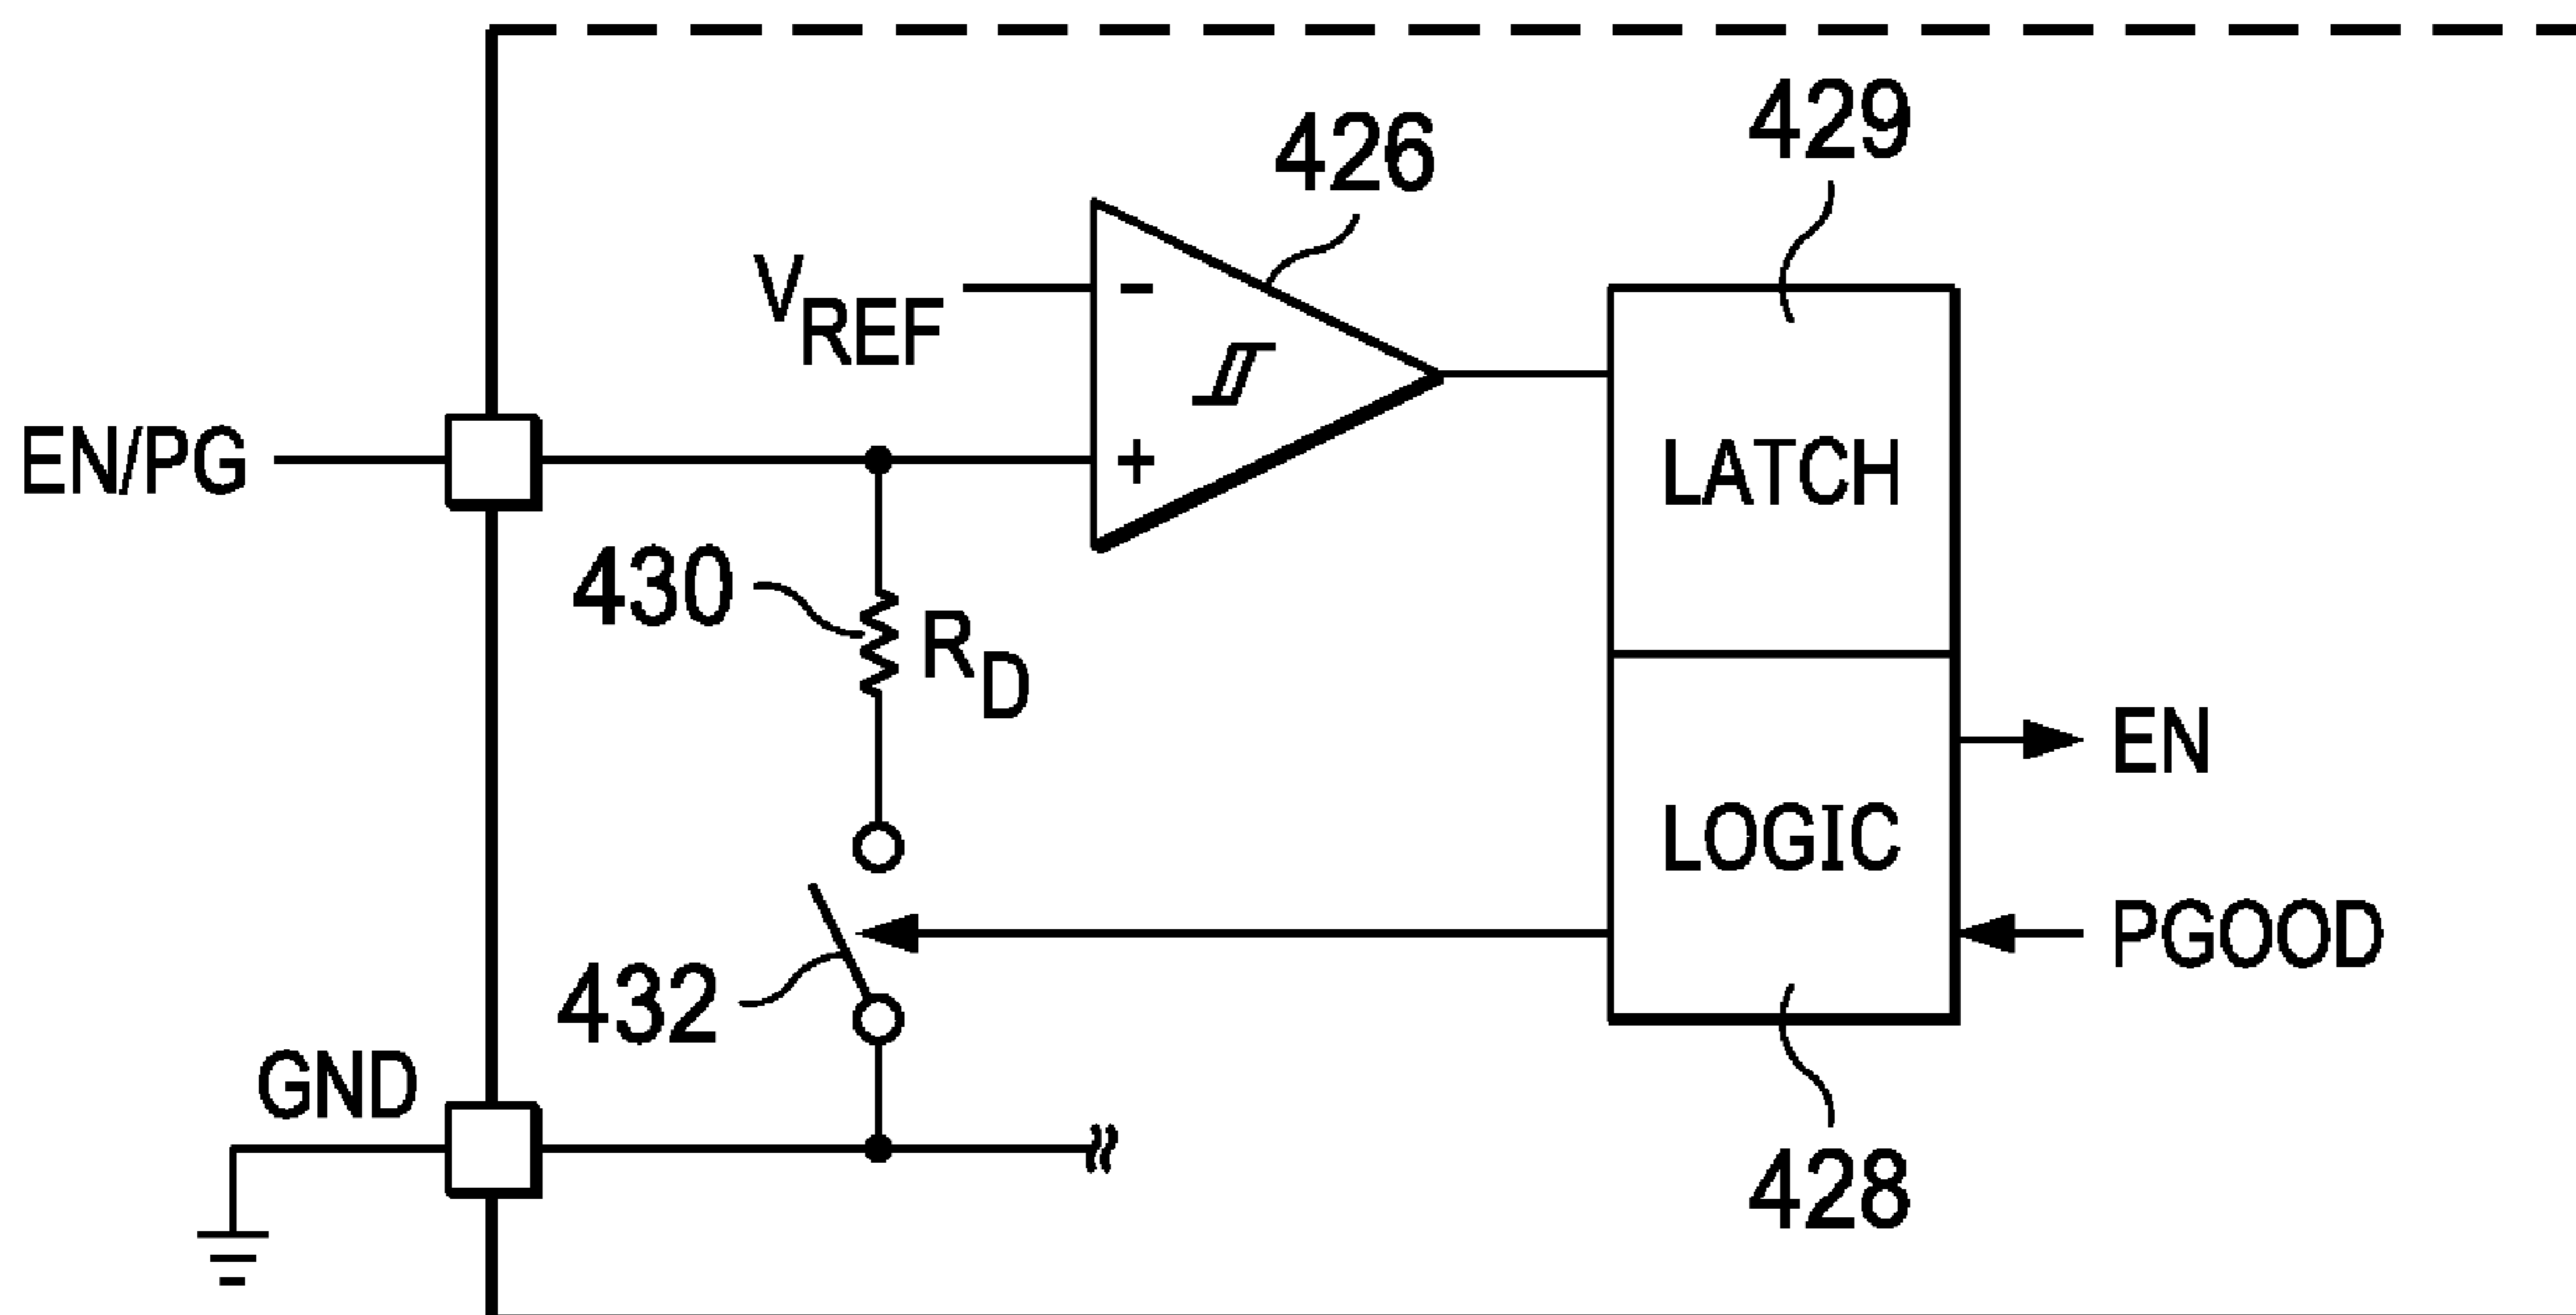 429
426
VREF
-
EN/PG
+
LATCH
430
RD
EN
LOGIC
PGOOD
432
GND
428